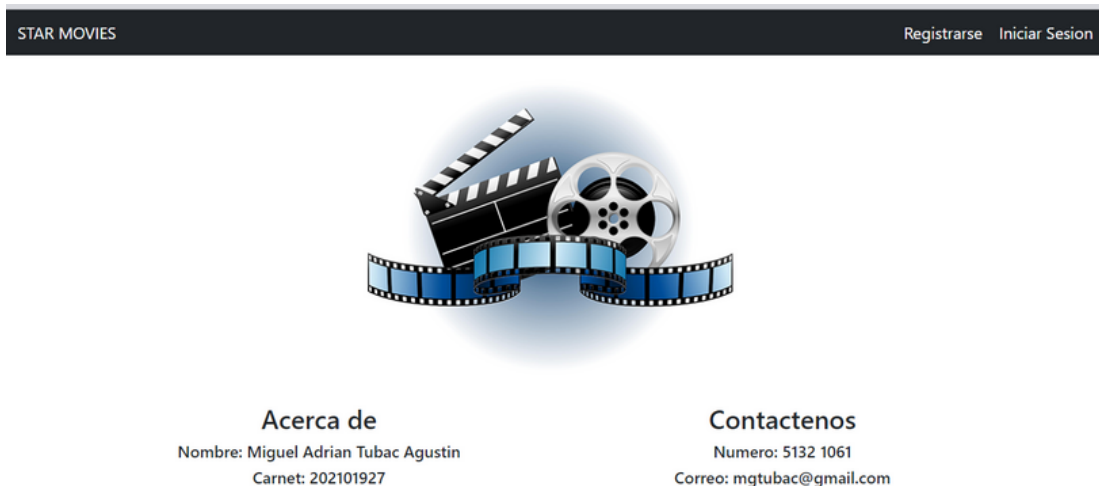 STAR MOVIES
Registrarse Iniciar Sesion
Acerca de
Nombre: Miguel Adrian Tubac Agustin
Carnet: 202101927
Contactenos
Numero: 5132 1061
Correo: mgtubac@gmail.com